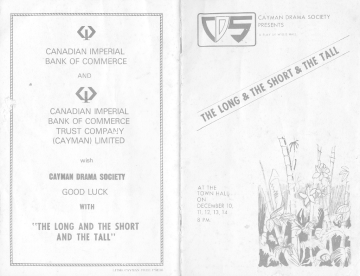 CANADIAN IMPERIAL
BANK OF COMMERCE
AND
CANADIAN IMPERIAL
BANK OF COMMERCE
TRUST COMPANY
(CAYMAN) LIMITED
wish
CAYMAN DRAMA SOCIETY
GOOD LUCK
WITH
"THE LONG AND THE SHORT
AND THE TALL"
CDS
CAYMAN DRAMA SOCIETY
PRESENTS
THE LONG & THE SHORT & THE TALL
AT THE
TOWN HALL
ON
DECEMBER 10,
11, 12, 13, 14
8 PM